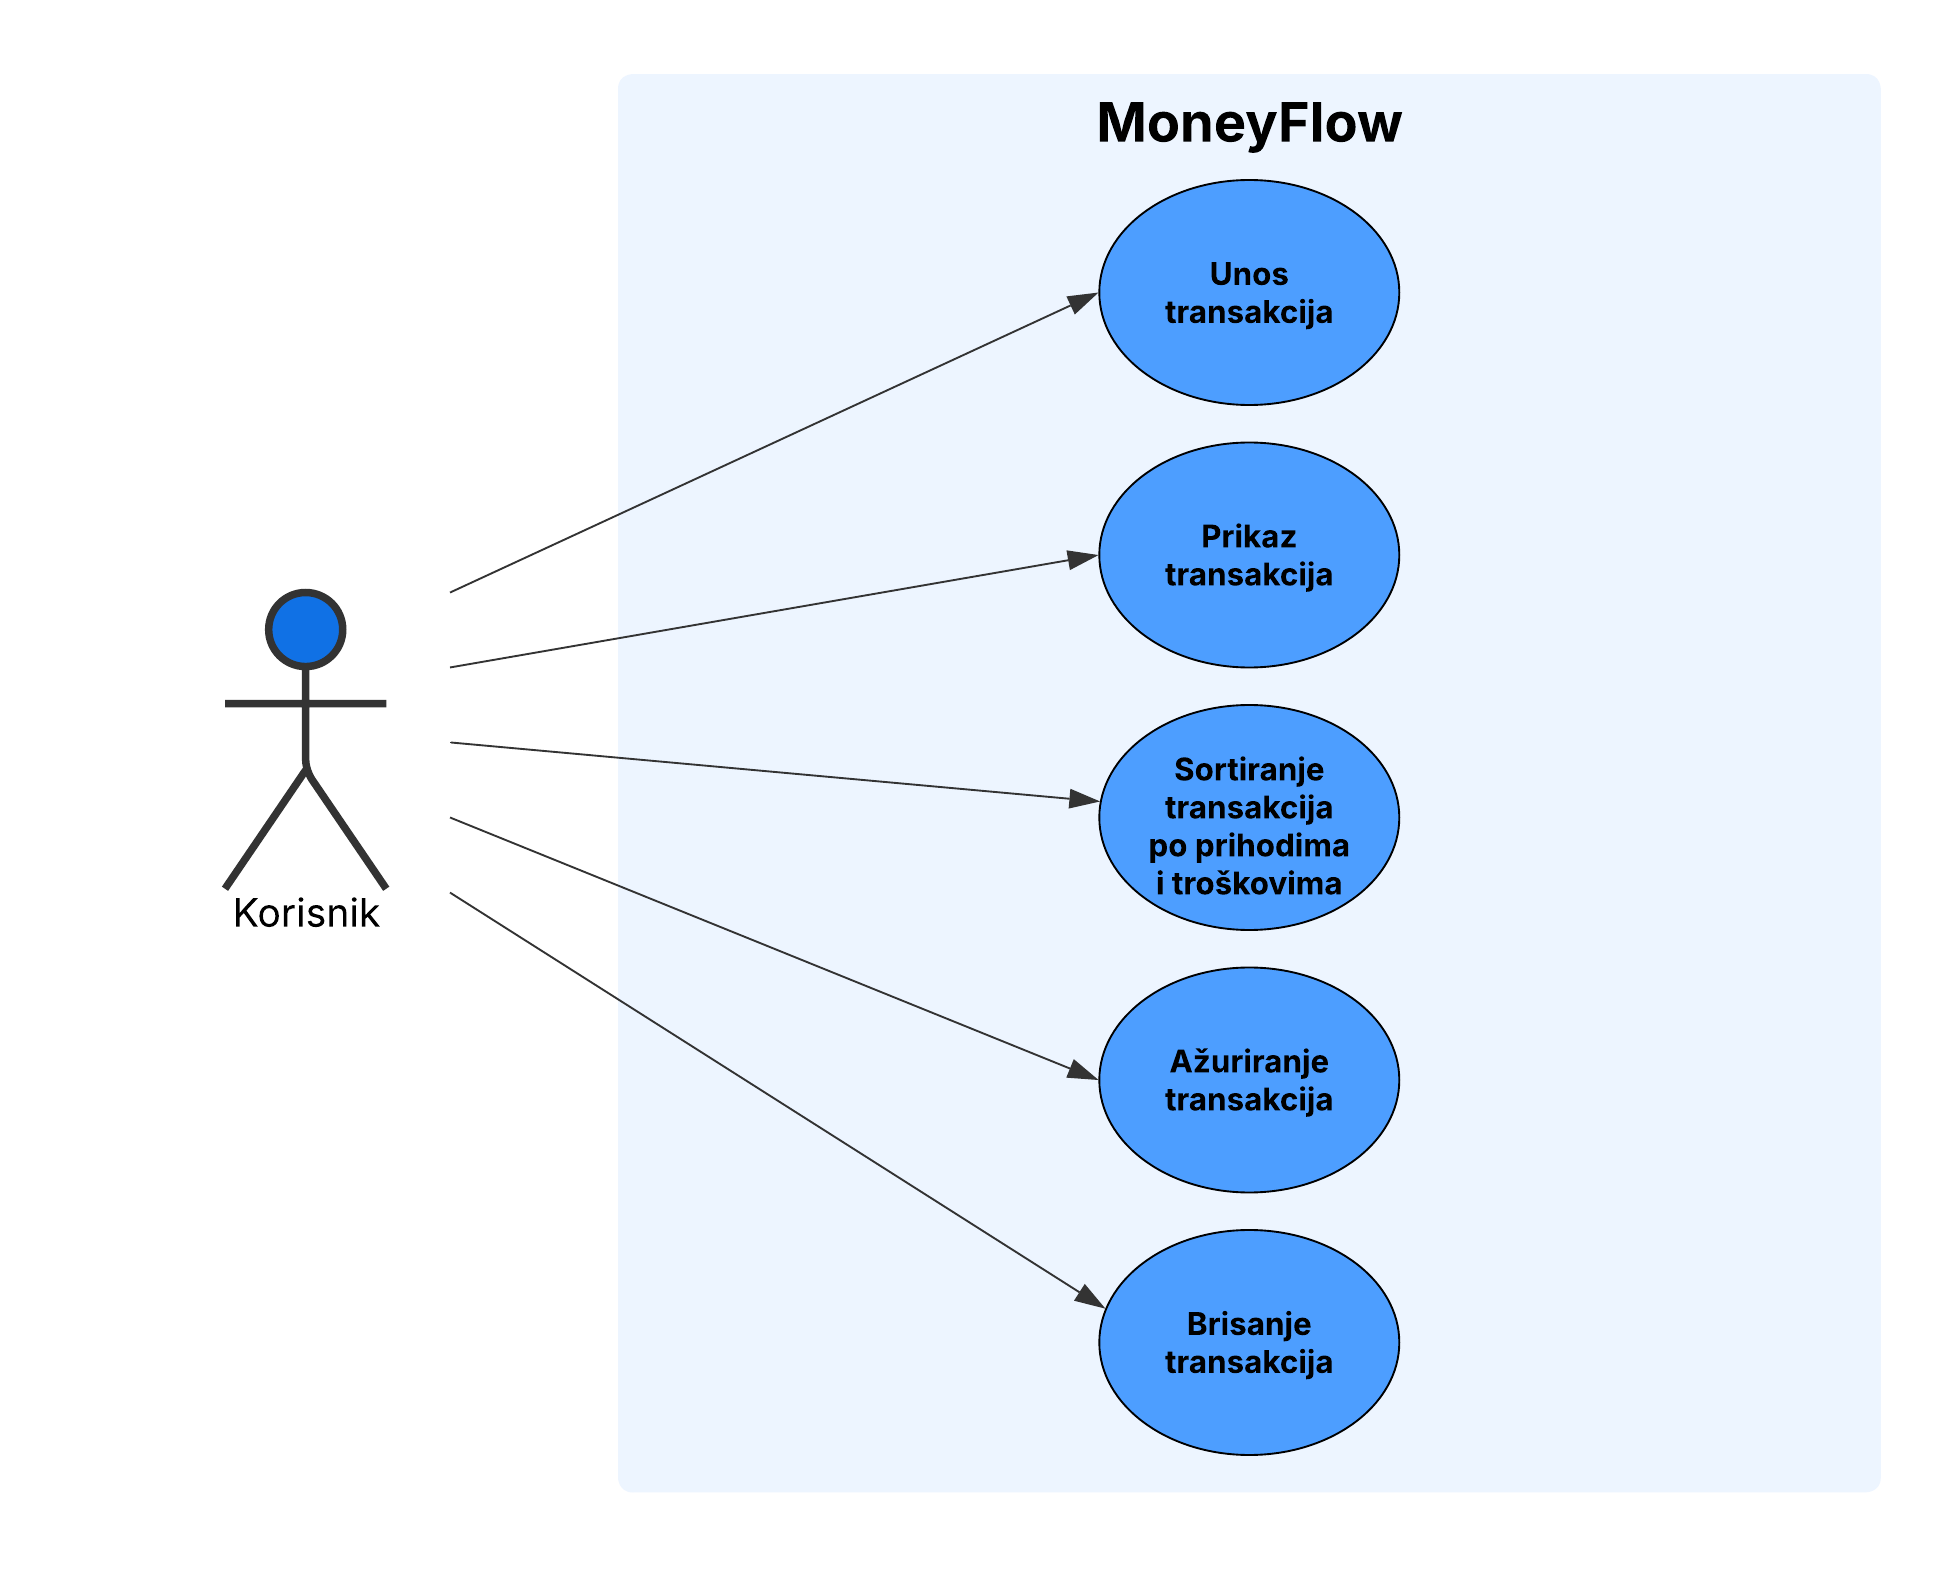 MoneyFlow
Unos
transakcija
Prikaz
transakcija
Sortiranje
transakcija
po prihodima
i troškovima
Korisnik
Ažuriranje
transakcija
Brisanje
transakcija